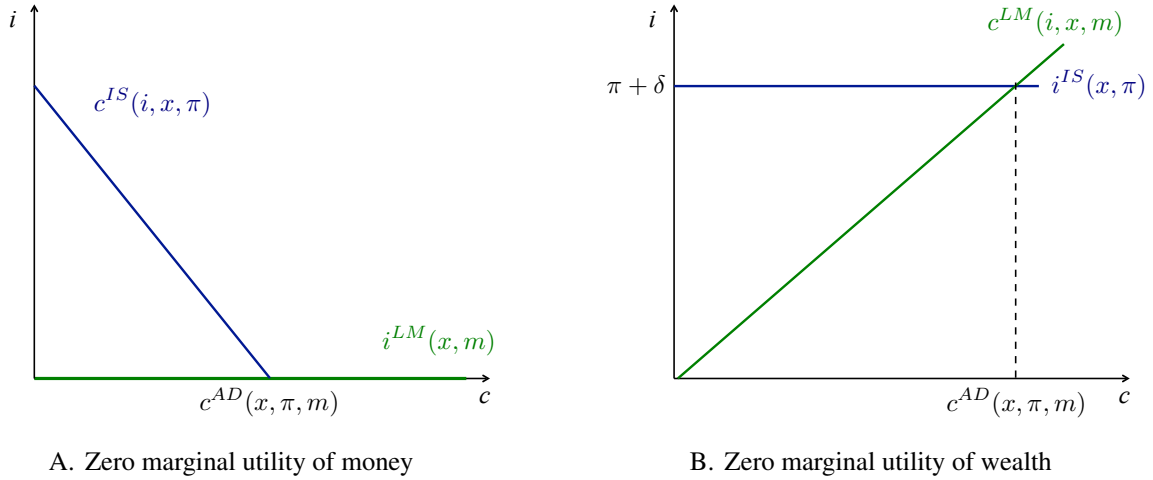 i
c^{IS}(i, x, π)
i^{LM}(x, m)
c^{AD}(x, π, m)
c
A. Zero marginal utility of money
i
c^{LM}(i, x, m)
π + δ
i^{IS}(x, π)
c^{AD}(x, π, m)
c
B. Zero marginal utility of wealth